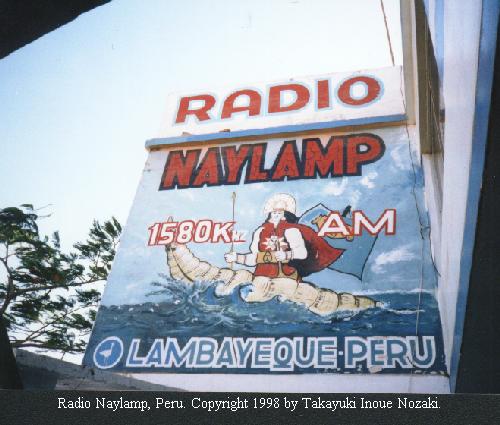 RADIO
NAYLAMP
1580KHz AM
LAMBAYEQUE-PERU
Radio Naylamp, Peru. Copyright 1998 by Takayuki Inoue Nozaki.